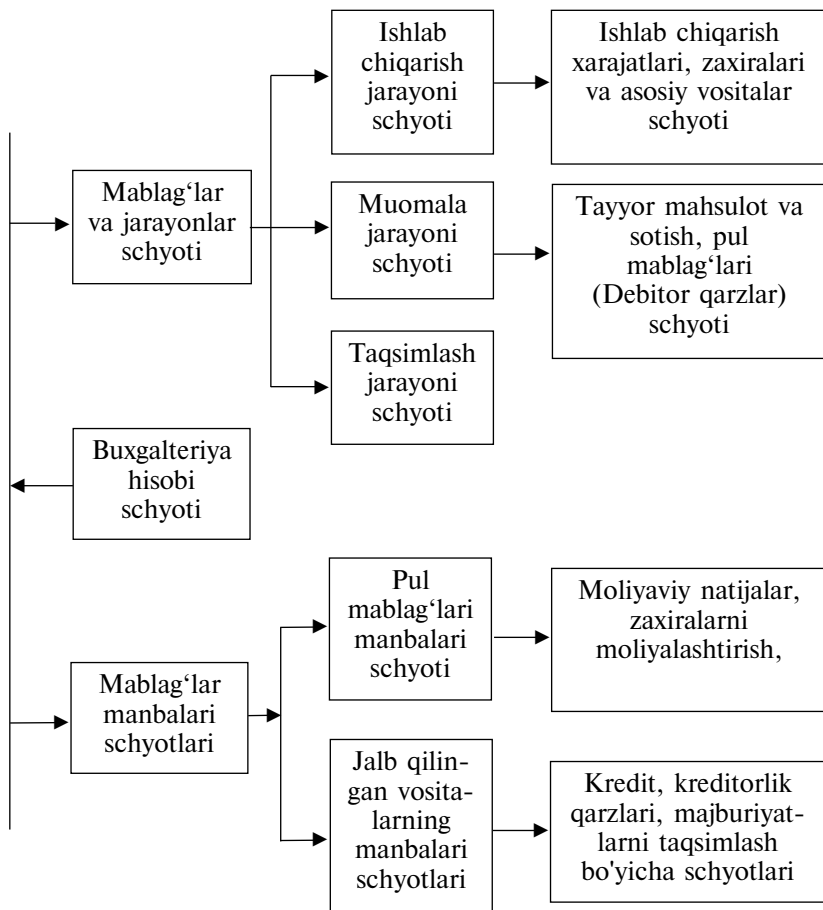 Ishlab
chiqarish
jarayoni
schyoti
Ishlab chiqarish
xarajatlari, zaxiralari
va asosiy vositalar
schyoti
Mablag‘lar
va jarayonlar
schyoti
Muomala
jarayoni
schyoti
Tayyor mahsulot va
sotish, pul
mablag‘lari
(Debitor qarzlar)
schyoti
Taqsimlash
jarayoni
schyoti
Buxgalteriya
hisobi
schyoti
Pul
mablag‘lari
manbalari
schyoti
Moliyaviy natijalar,
zaxiralarni
moliyalashtirish,
Mablag‘lar
manbalari
schyotlari
Jalb qilin-
gan vosita-
larning
manbalari
schyotlari
Kredit, kreditorlik
qarzlari, majburiyat-
larni taqsimlash
bo'yicha schyotlari